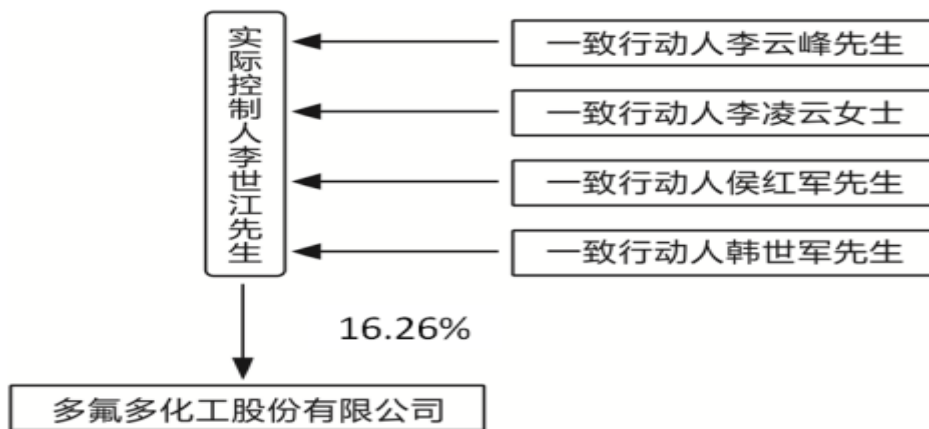 实际控制人李世江先生
一致行动人李云峰先生
一致行动人李凌云女士
一致行动人侯红军先生
一致行动人韩世军先生
16.26%
多氟多化工股份有限公司